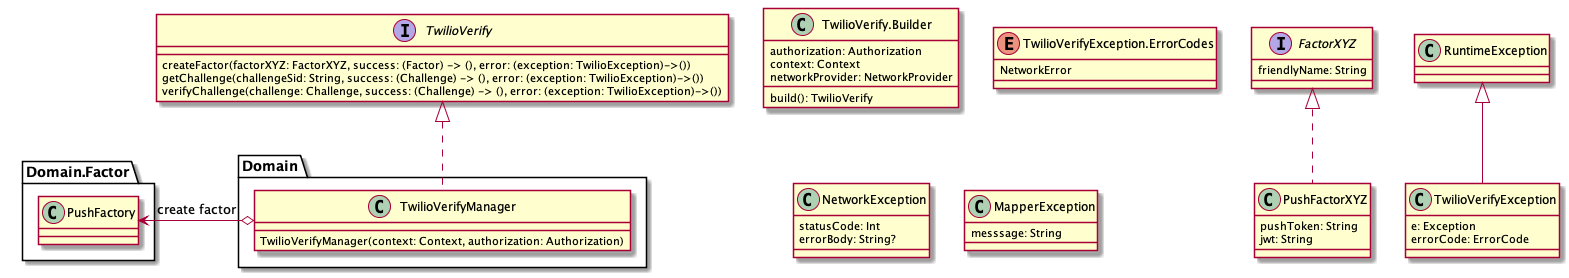 I TwilioVerify
createFactor(factorXYZ: FactorXYZ, success: (Factor) -> (), error: (exception: TwilioException)->())
getChallenge(challengeSid: String, success: (Challenge) -> (), error: (exception: TwilioException)->())
verifyChallenge(challenge: Challenge, success: (Challenge) -> (), error: (exception: TwilioException)->())
C TwilioVerify.Builder
authorization: Authorization
context: Context
networkProvider: NetworkProvider
build(): TwilioVerify
E TwilioVerifyException.ErrorCodes
NetworkError
I FactorXYZ
friendlyName: String
C RuntimeException
Domain.Factor
C PushFactory
create factor
Domain
C TwilioVerifyManager
TwilioVerifyManager(context: Context, authorization: Authorization)
C NetworkException
statusCode: Int
errorBody: String?
C MapperException
messsage: String
C PushFactorXYZ
pushToken: String
jwt: String
C TwilioVerifyException
e: Exception
errorCode: ErrorCode